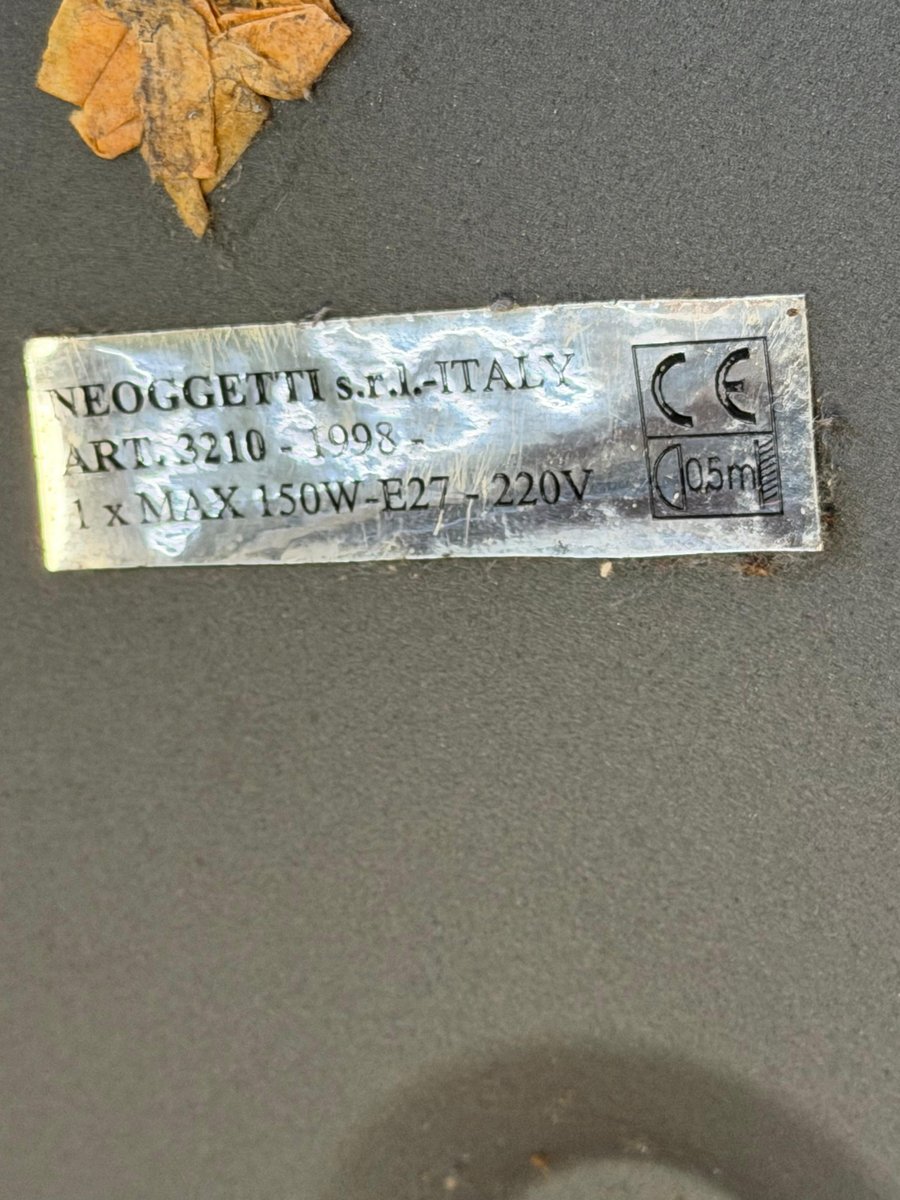 NEOGGETTI s.r.l.-ITALY
ART. 3210 - 1998 -
1 x MAX 150W-E27 - 220V
CE
0,5m